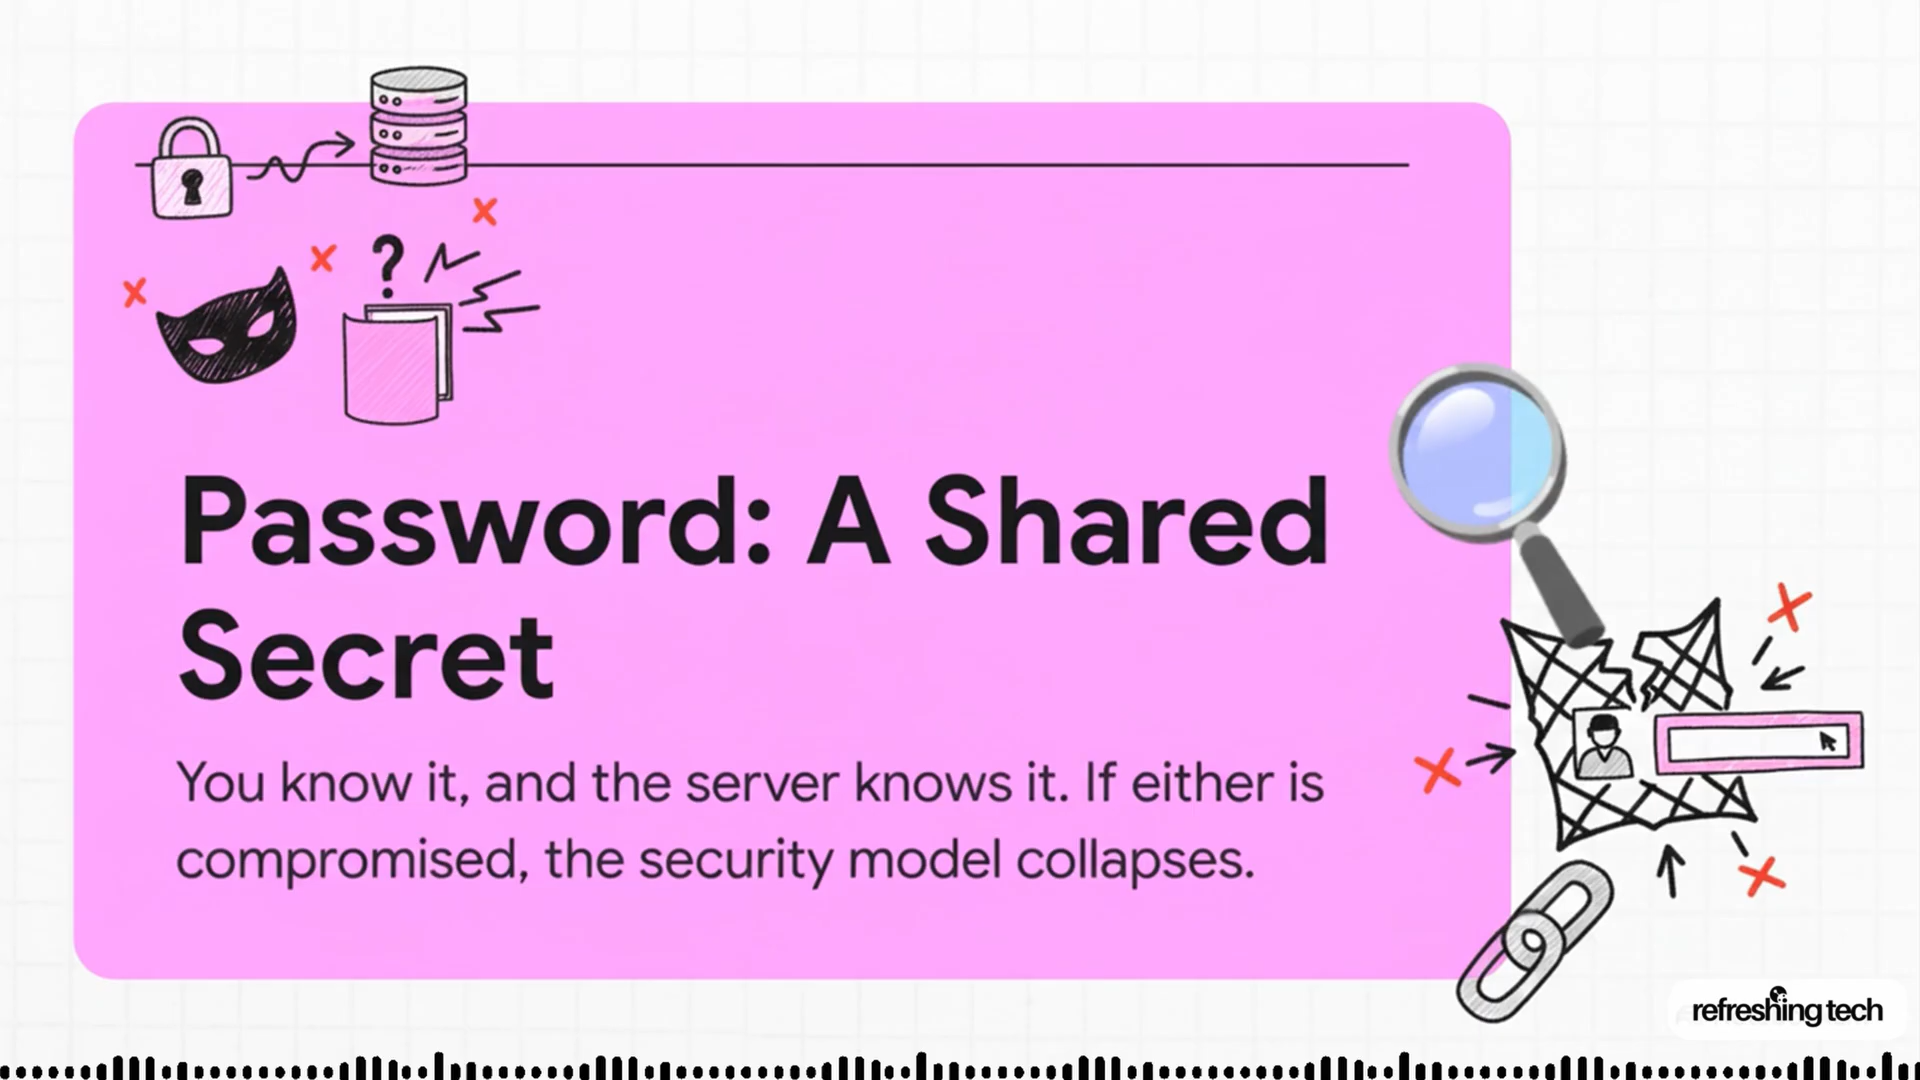 Password: A Shared
Secret
You know it, and the server knows it. If either is
compromised, the security model collapses.
refreshing tech